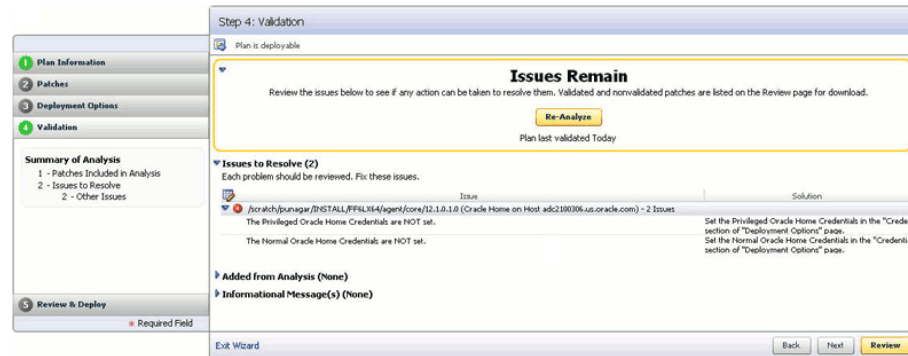 Step 4: Validation
Plan is deployable
1 Plan Information
2 Patches
3 Deployment Options
4 Validation
Summary of Analysis
1 - Patches Included in Analysis
2 - Issues to Resolve
2 - Other Issues
5 Review & Deploy
* Required Field
Issues Remain
Review the issues below to see if any action can be taken to resolve them. Validated and nonvalidated patches are listed on the Review page for download.
Re-Analyze
Plan last validated Today
Issues to Resolve (2)
Each problem should be reviewed. Fix these issues.
Issue Solution
/scratch/punagar/INSTALL/FF6LX64/agent/core/12.1.0.1.0 (Oracle Home on Host adc2100306.us.oracle.com) - 2 Issues
The Privileged Oracle Home Credentials are NOT set. Set the Privileged Oracle Home Credentials in the "Crede
section of "Deployment Options" page.
The Normal Oracle Home Credentials are NOT set. Set the Normal Oracle Home Credentials in the "Credenti
section of "Deployment Options" page.
Added from Analysis (None)
Informational Message(s) (None)
Exit Wizard Back Next Review